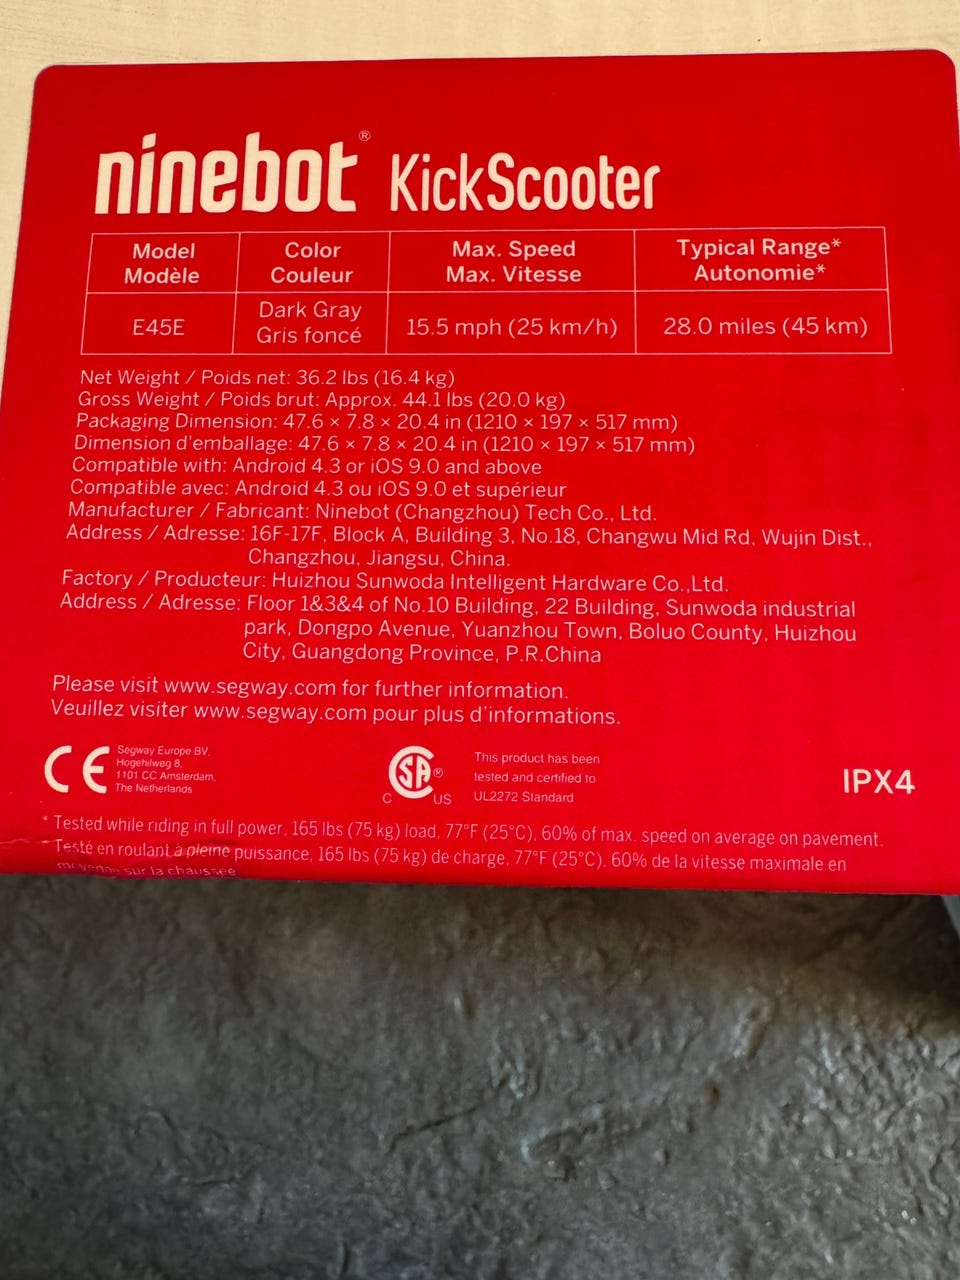 ninebot® KickScooter
Model Color Max. Speed Typical Range*
Modèle Couleur Max. Vitesse Autonomie*
E45E Dark Gray 15.5 mph (25 km/h) 28.0 miles (45 km)
Gris foncé
Net Weight / Poids net: 36.2 lbs (16.4 kg)
Gross Weight / Poids brut: Approx. 44.1 lbs (20.0 kg)
Packaging Dimension: 47.6 × 7.8 × 20.4 in (1210 × 197 × 517 mm)
Dimension d'emballage: 47.6 × 7.8 × 20.4 in (1210 × 197 × 517 mm)
Compatible with: Android 4.3 or iOS 9.0 and above
Compatible avec: Android 4.3 ou iOS 9.0 et supérieur
Manufacturer / Fabricant: Ninebot (Changzhou) Tech Co., Ltd.
Address / Adresse: 16F-17F, Block A, Building 3, No.18, Changwu Mid Rd, Wujin Dist.,
Changzhou, Jiangsu, China.
Factory / Producteur: Huizhou Sunwoda Intelligent Hardware Co.,Ltd.
Address / Adresse: Floor 1&3&4 of No.10 Building, 22 Building, Sunwoda industrial
park, Dongpo Avenue, Yuanzhou Town, Boluo County, Huizhou
City, Guangdong Province, P.R.China
Please visit www.segway.com for further information.
Veuillez visiter www.segway.com pour plus d'informations.
CE
Segway Europe BV,
Hogehilweg 8,
1101 CC Amsterdam,
The Netherlands
C SA® US
This product has been
tested and certified to
UL2272 Standard
IPX4
* Tested while riding in full power, 165 lbs (75 kg) load, 77°F (25°C), 60% of max. speed on average on pavement.
* Testé en roulant à pleine puissance, 165 lbs (75 kg) de charge, 77°F (25°C), 60% de la vitesse maximale en
moyenne sur la chaussée